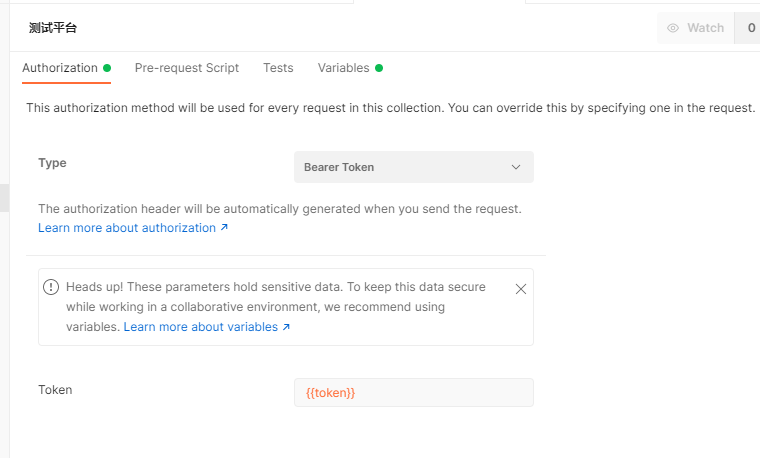 测试平台
Watch
0
Authorization
Pre-request Script
Tests
Variables
This authorization method will be used for every request in this collection. You can override this by specifying one in the request.
Type
Bearer Token
The authorization header will be automatically generated when you send the request.
Learn more about authorization ↗
Heads up! These parameters hold sensitive data. To keep this data secure
while working in a collaborative environment, we recommend using
variables. Learn more about variables ↗
Token
{{token}}